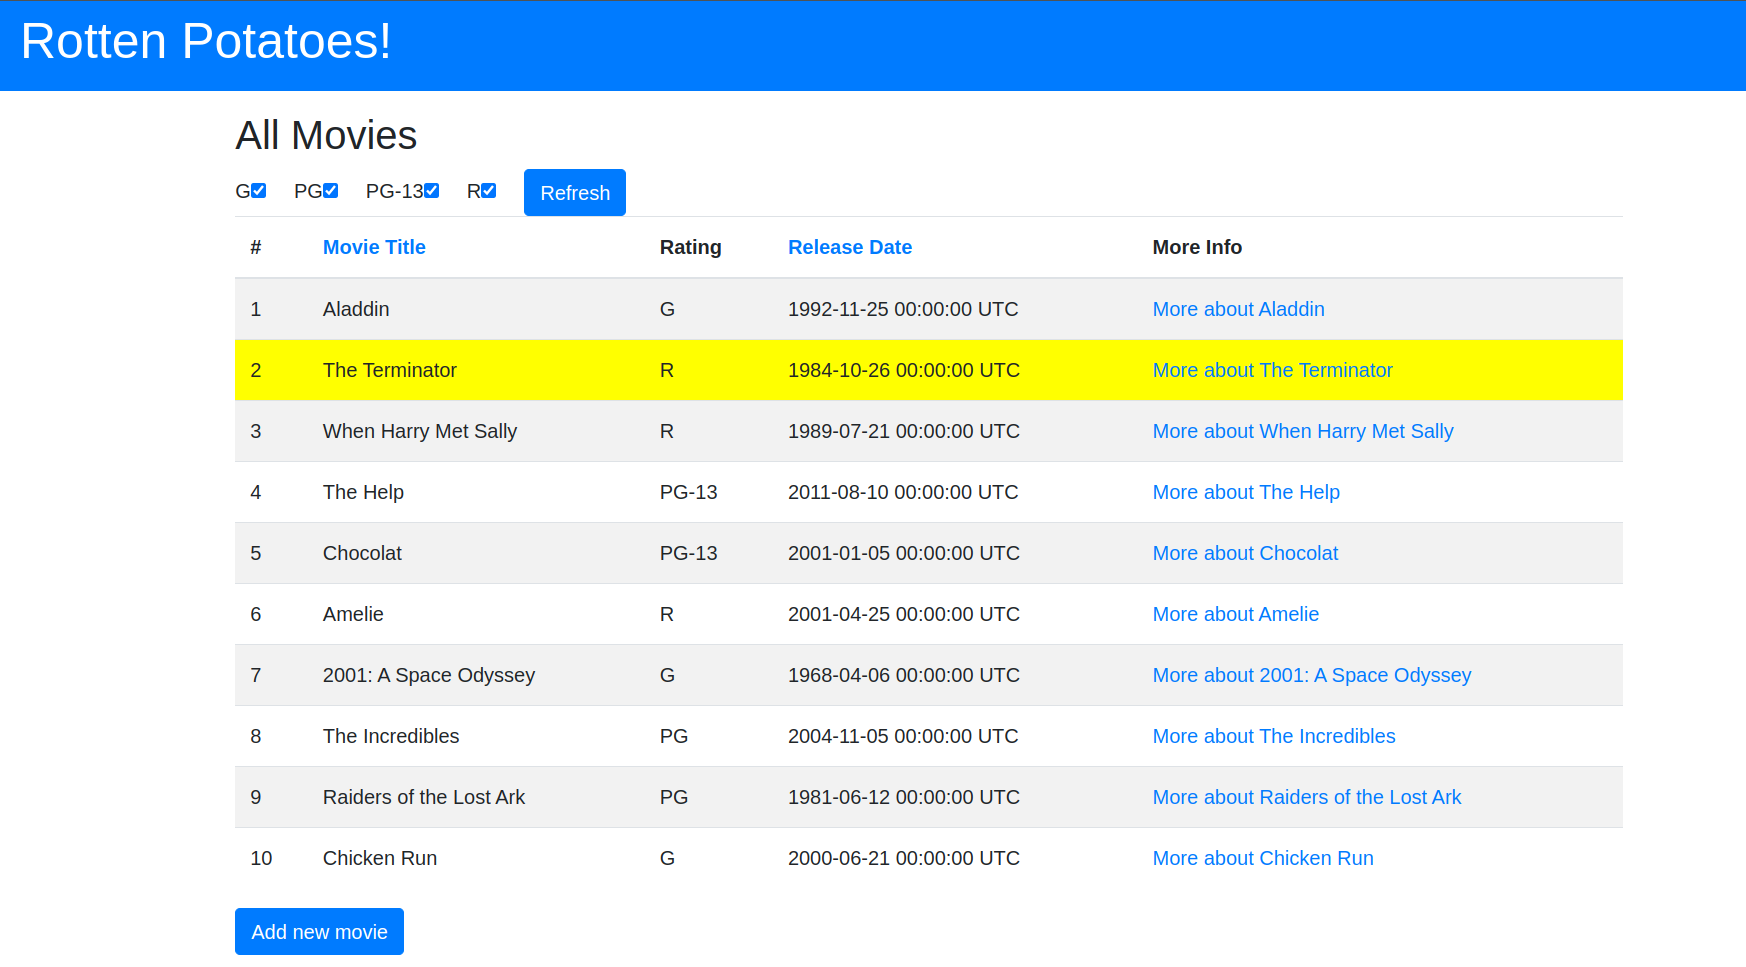 Rotten Potatoes!
All Movies
G PG PG-13 R Refresh
# Movie Title Rating Release Date More Info
1 Aladdin G 1992-11-25 00:00:00 UTC More about Aladdin
2 The Terminator R 1984-10-26 00:00:00 UTC More about The Terminator
3 When Harry Met Sally R 1989-07-21 00:00:00 UTC More about When Harry Met Sally
4 The Help PG-13 2011-08-10 00:00:00 UTC More about The Help
5 Chocolat PG-13 2001-01-05 00:00:00 UTC More about Chocolat
6 Amelie R 2001-04-25 00:00:00 UTC More about Amelie
7 2001: A Space Odyssey G 1968-04-06 00:00:00 UTC More about 2001: A Space Odyssey
8 The Incredibles PG 2004-11-05 00:00:00 UTC More about The Incredibles
9 Raiders of the Lost Ark PG 1981-06-12 00:00:00 UTC More about Raiders of the Lost Ark
10 Chicken Run G 2000-06-21 00:00:00 UTC More about Chicken Run
Add new movie